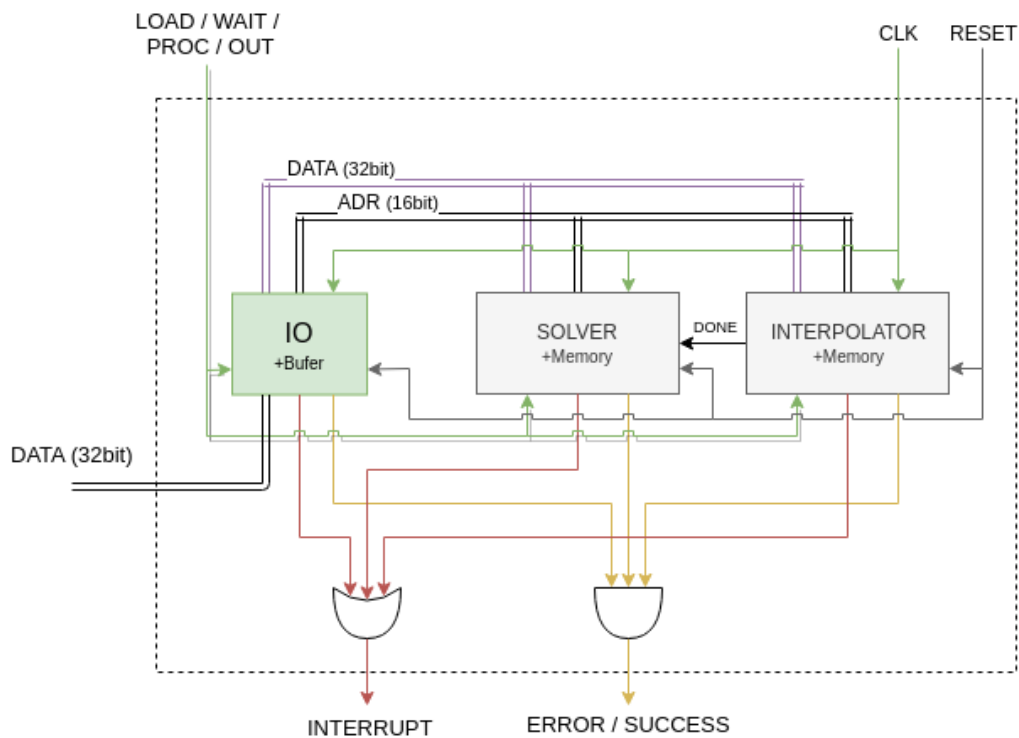 LOAD / WAIT /
PROC / OUT
CLK
RESET
DATA (32bit)
ADR (16bit)
IO
+Bufer
SOLVER
+Memory
DONE
INTERPOLATOR
+Memory
DATA (32bit)
INTERRUPT
ERROR / SUCCESS